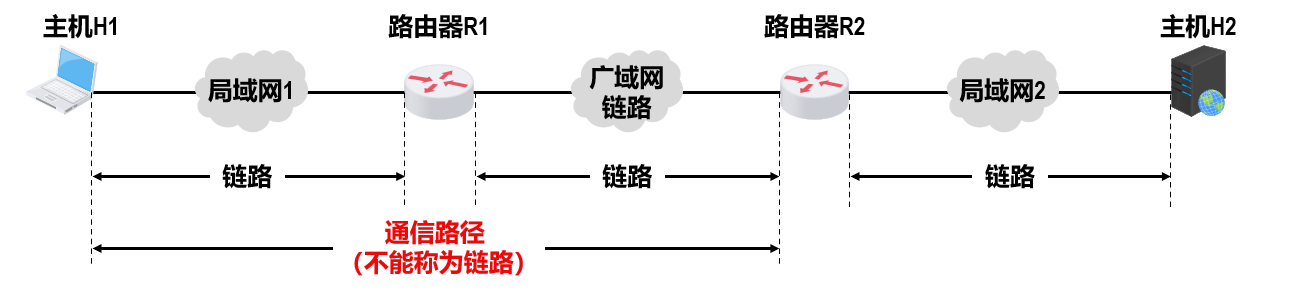 主机H1
路由器R1
路由器R2
主机H2
局域网1
广域网
链路
局域网2
链路
链路
链路
通信路径
（不能称为链路）